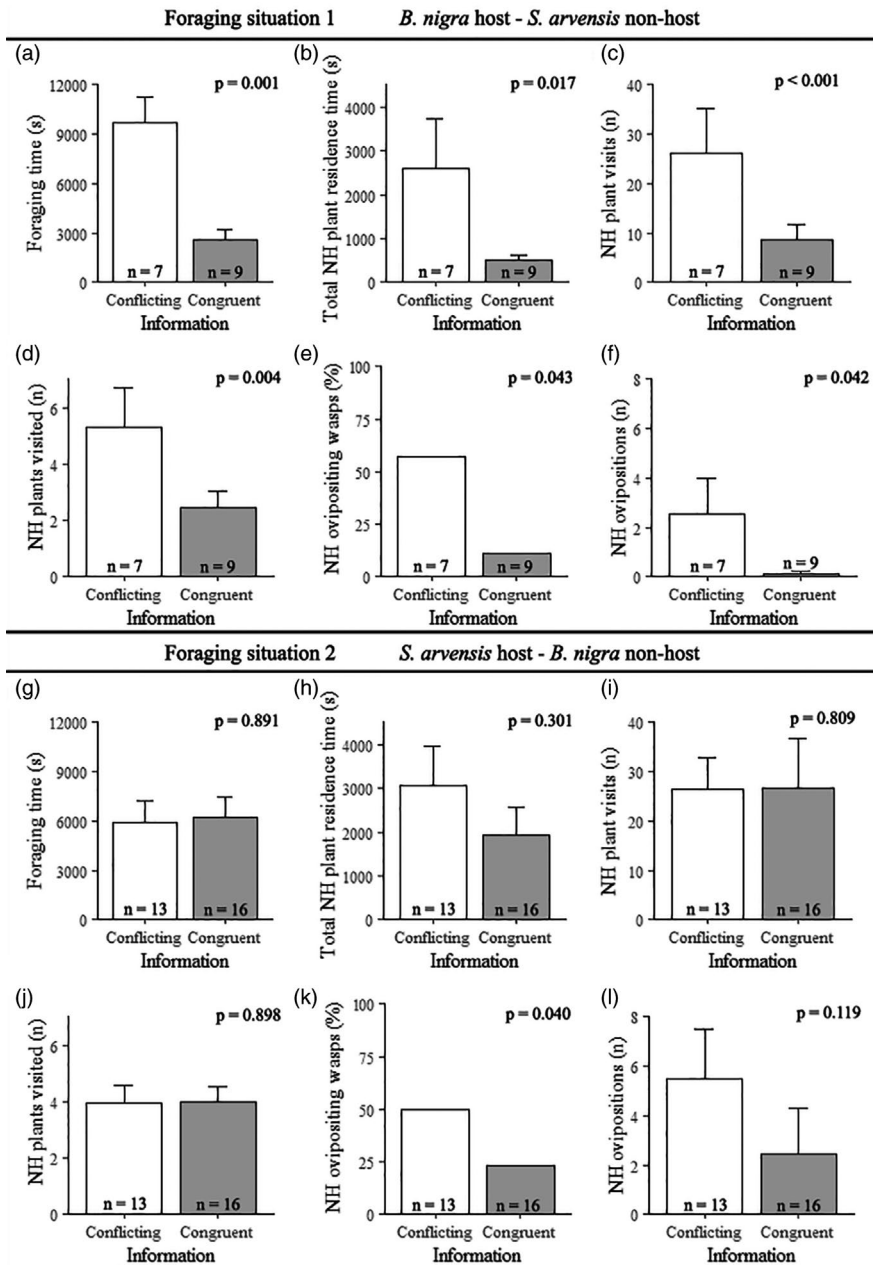 Foraging situation 1 B. nigra host - S. arvensis non-host
(a)
p = 0.001
Foraging time (s)
12000
9000
6000
3000
0
n = 7
n = 9
Conflicting Congruent
Information
(b)
p = 0.017
Total NH plant residence time (s)
4000
3000
2000
1000
0
n = 7
n = 9
Conflicting Congruent
Information
(c)
p < 0.001
NH plant visits (n)
40
30
20
10
0
n = 7
n = 9
Conflicting Congruent
Information
(d)
p = 0.004
NH plants visited (n)
6
4
2
0
n = 7
n = 9
Conflicting Congruent
Information
(e)
p = 0.043
NH ovipositing wasps (%)
100
75
50
25
0
n = 7
n = 9
Conflicting Congruent
Information
(f)
p = 0.042
NH ovipositions (n)
8
6
4
2
0
n = 7
n = 9
Conflicting Congruent
Information
Foraging situation 2 S. arvensis host - B. nigra non-host
(g)
p = 0.891
Foraging time (s)
12000
9000
6000
3000
0
n = 13
n = 16
Conflicting Congruent
Information
(h)
p = 0.301
Total NH plant residence time (s)
4000
3000
2000
1000
0
n = 13
n = 16
Conflicting Congruent
Information
(i)
p = 0.809
NH plant visits (n)
40
30
20
10
0
n = 13
n = 16
Conflicting Congruent
Information
(j)
p = 0.898
NH plants visited (n)
6
4
2
0
n = 13
n = 16
Conflicting Congruent
Information
(k)
p = 0.040
NH ovipositing wasps (%)
100
75
50
25
0
n = 13
n = 16
Conflicting Congruent
Information
(l)
p = 0.119
NH ovipositions (n)
8
6
4
2
0
n = 13
n = 16
Conflicting Congruent
Information